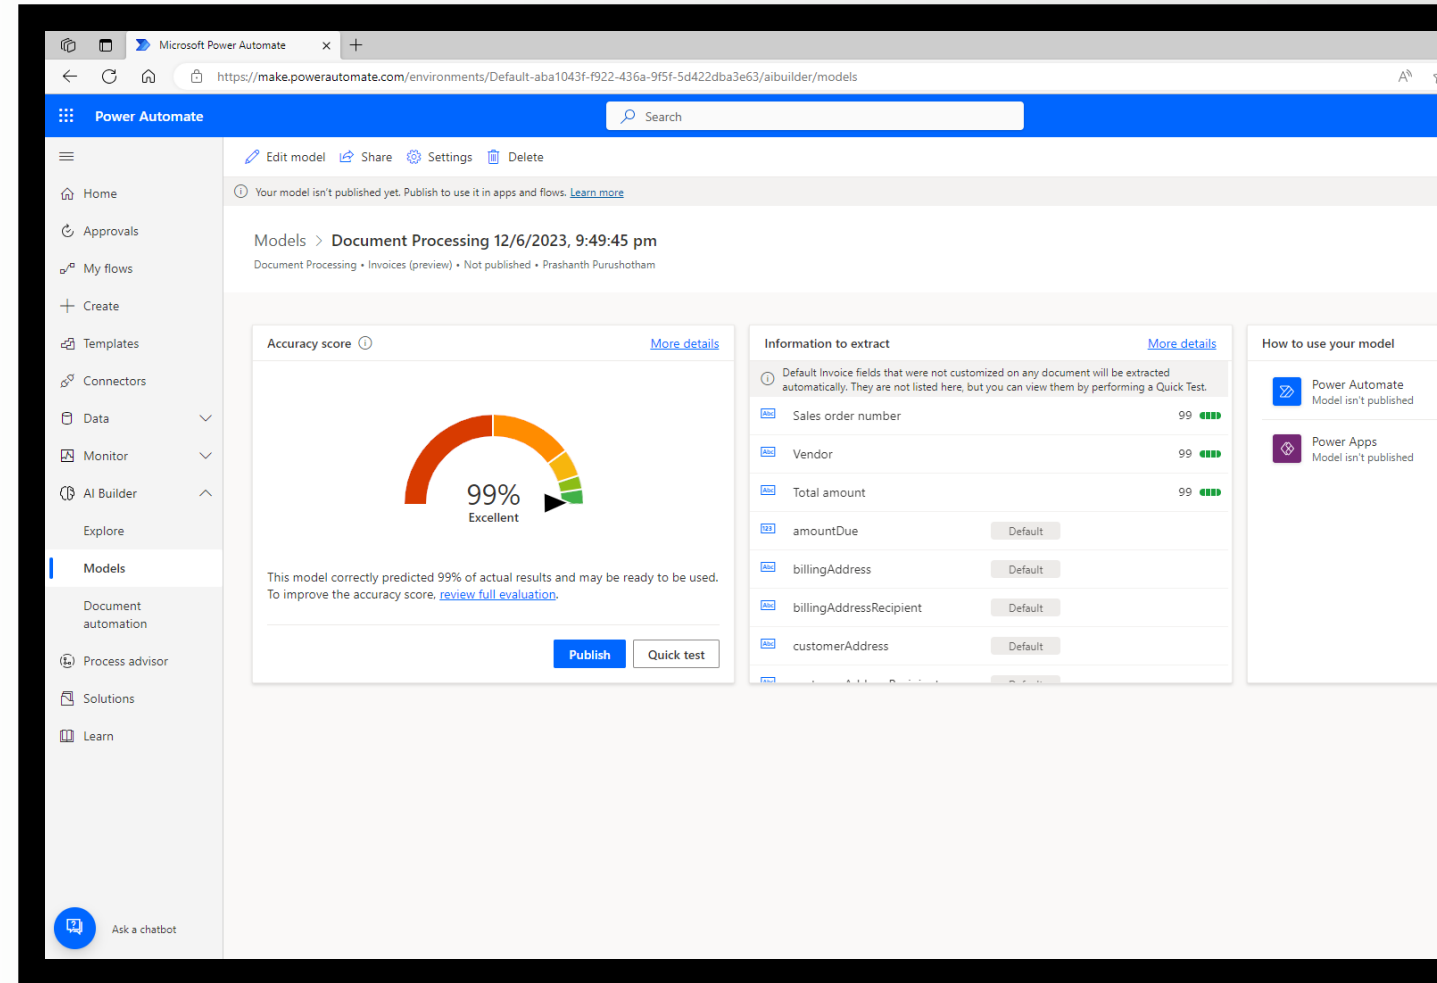 Microsoft Power Automate
https://make.powerautomate.com/environments/Default-aba1043f-f922-436a-9f5f-5d422dba3e63/aibuilder/models
Power Automate
Search
Edit model
Share
Settings
Delete
Your model isn't published yet. Publish to use it in apps and flows. Learn more
Home
Approvals
My flows
Create
Templates
Connectors
Data
Monitor
AI Builder
Explore
Models
Document
automation
Process advisor
Solutions
Learn
Ask a chatbot
Models > Document Processing 12/6/2023, 9:49:45 pm
Document Processing • Invoices (preview) • Not published • Prashanth Purushotham
Accuracy score
More details
99%
Excellent
This model correctly predicted 99% of actual results and may be ready to be used.
To improve the accuracy score, review full evaluation.
Publish
Quick test
Information to extract
More details
Default Invoice fields that were not customized on any document will be extracted
automatically. They are not listed here, but you can view them by performing a Quick Test.
Abc Sales order number 99
Abc Vendor 99
Abc Total amount 99
123 amountDue Default
Abc billingAddress Default
Abc billingAddressRecipient Default
Abc customerAddress Default
How to use your model
Power Automate
Model isn't published
Power Apps
Model isn't published